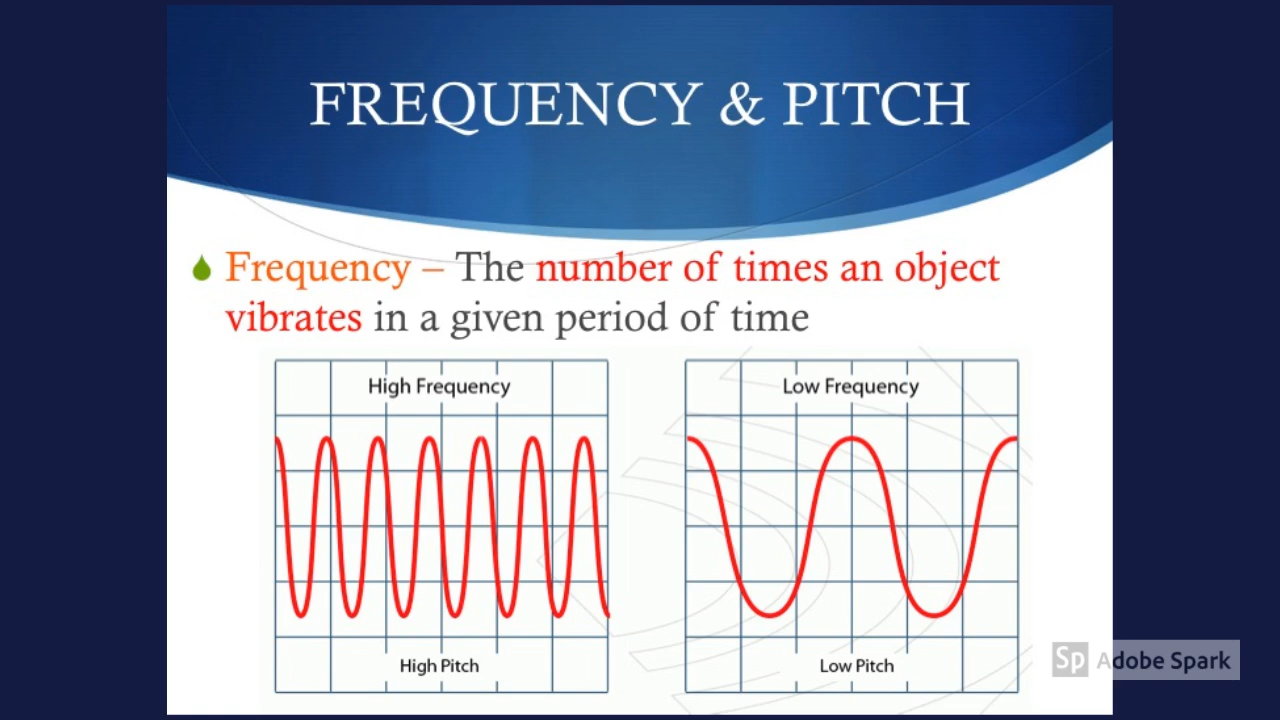 FREQUENCY & PITCH
Frequency – The number of times an object
vibrates in a given period of time
High Frequency
High Pitch
Low Frequency
Low Pitch
Sp Adobe Spark